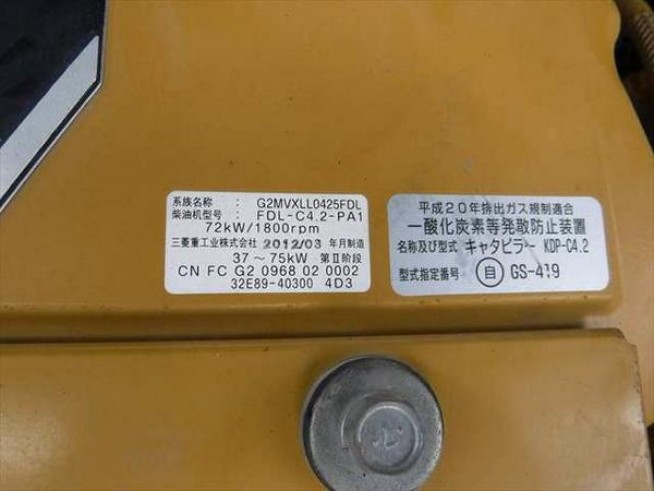 系族名称 : G2MVXLL0425FDL
柴油机型号 : FDL-C4.2-PA1
72kW/1800rpm
三菱重工业株式会社 2012/03 年月制造
37～75kW 第Ⅱ阶段
CN FC G2 0968 02 0002
32E89-40300 4D3
平成20年排出ガス規制適合
一酸化炭素等発散防止装置
名称及び型式 キャタピラー KDP-C4.2
型式指定番号 自 GS-419